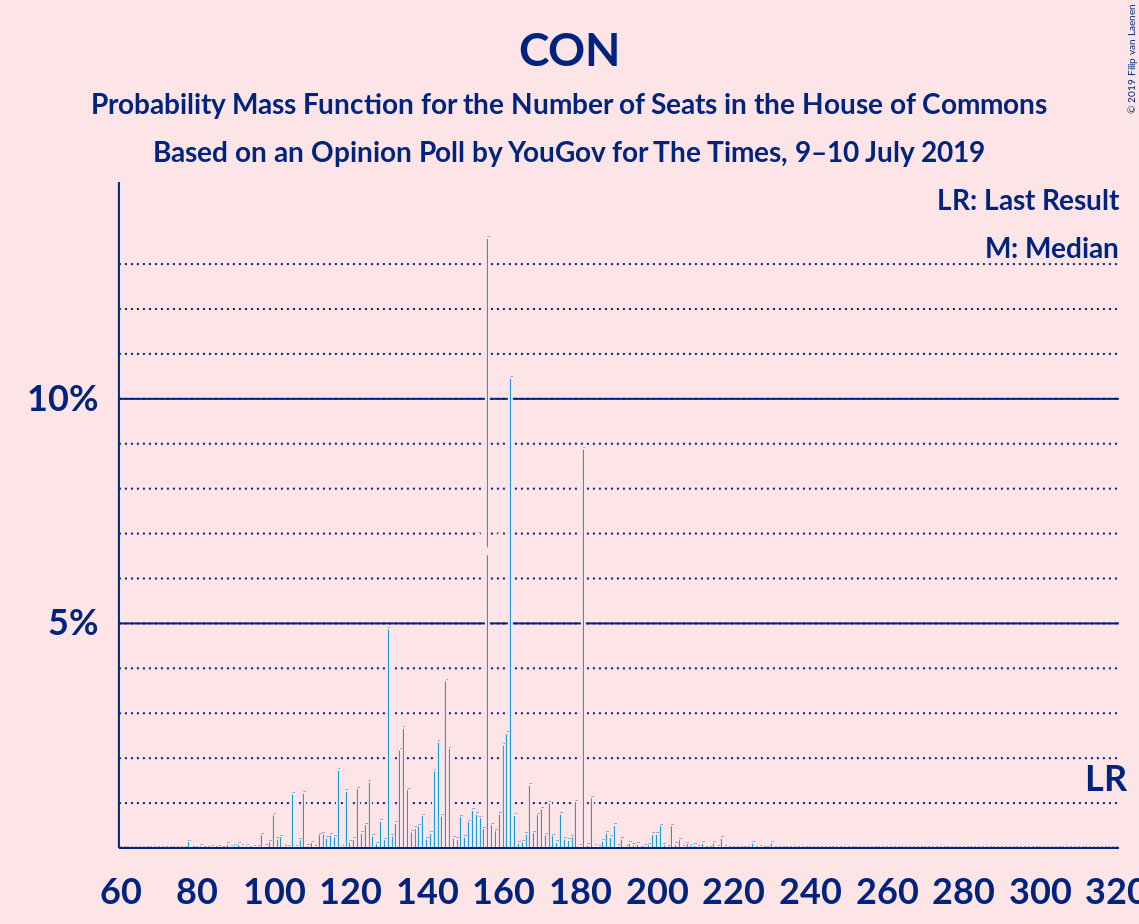 CON
Probability Mass Function for the Number of Seats in the House of Commons
Based on an Opinion Poll by YouGov for The Times, 9–10 July 2019
© 2019 Filip van Laenen
LR: Last Result
M: Median
10%
5%
LR
60 80 100 120 140 160 180 200 220 240 260 280 300 320